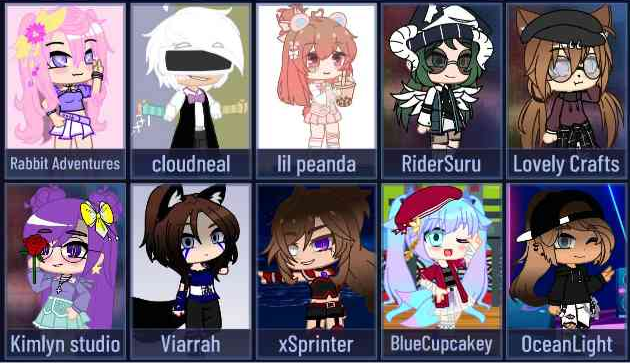 Rabbit Adventures
cloudneal
lil peanda
RiderSuru
Lovely Crafts
Kimlyn studio
Viarrah
xSprinter
BlueCupcakey
OceanLight